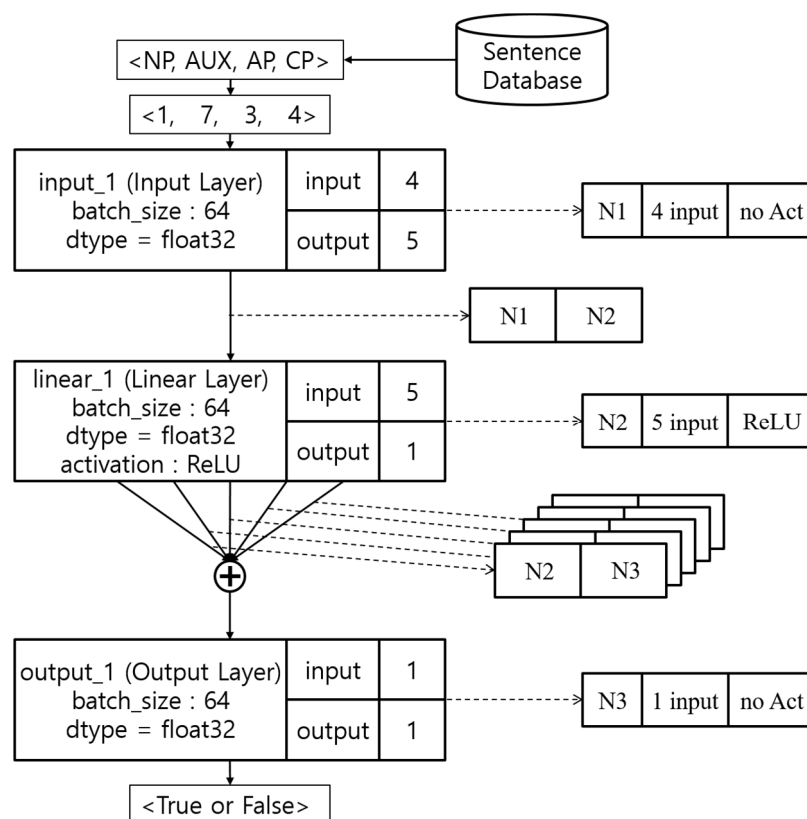 Sentence
Database
<NP, AUX, AP, CP>
<1, 7, 3, 4>
input_1 (Input Layer)
batch_size : 64
dtype = float32
input 4
output 5
N1 4 input no Act
N1 N2
linear_1 (Linear Layer)
batch_size : 64
dtype = float32
activation : ReLU
input 5
output 1
N2 5 input ReLU
N2 N3
output_1 (Output Layer)
batch_size : 64
dtype = float32
input 1
output 1
N3 1 input no Act
<True or False>